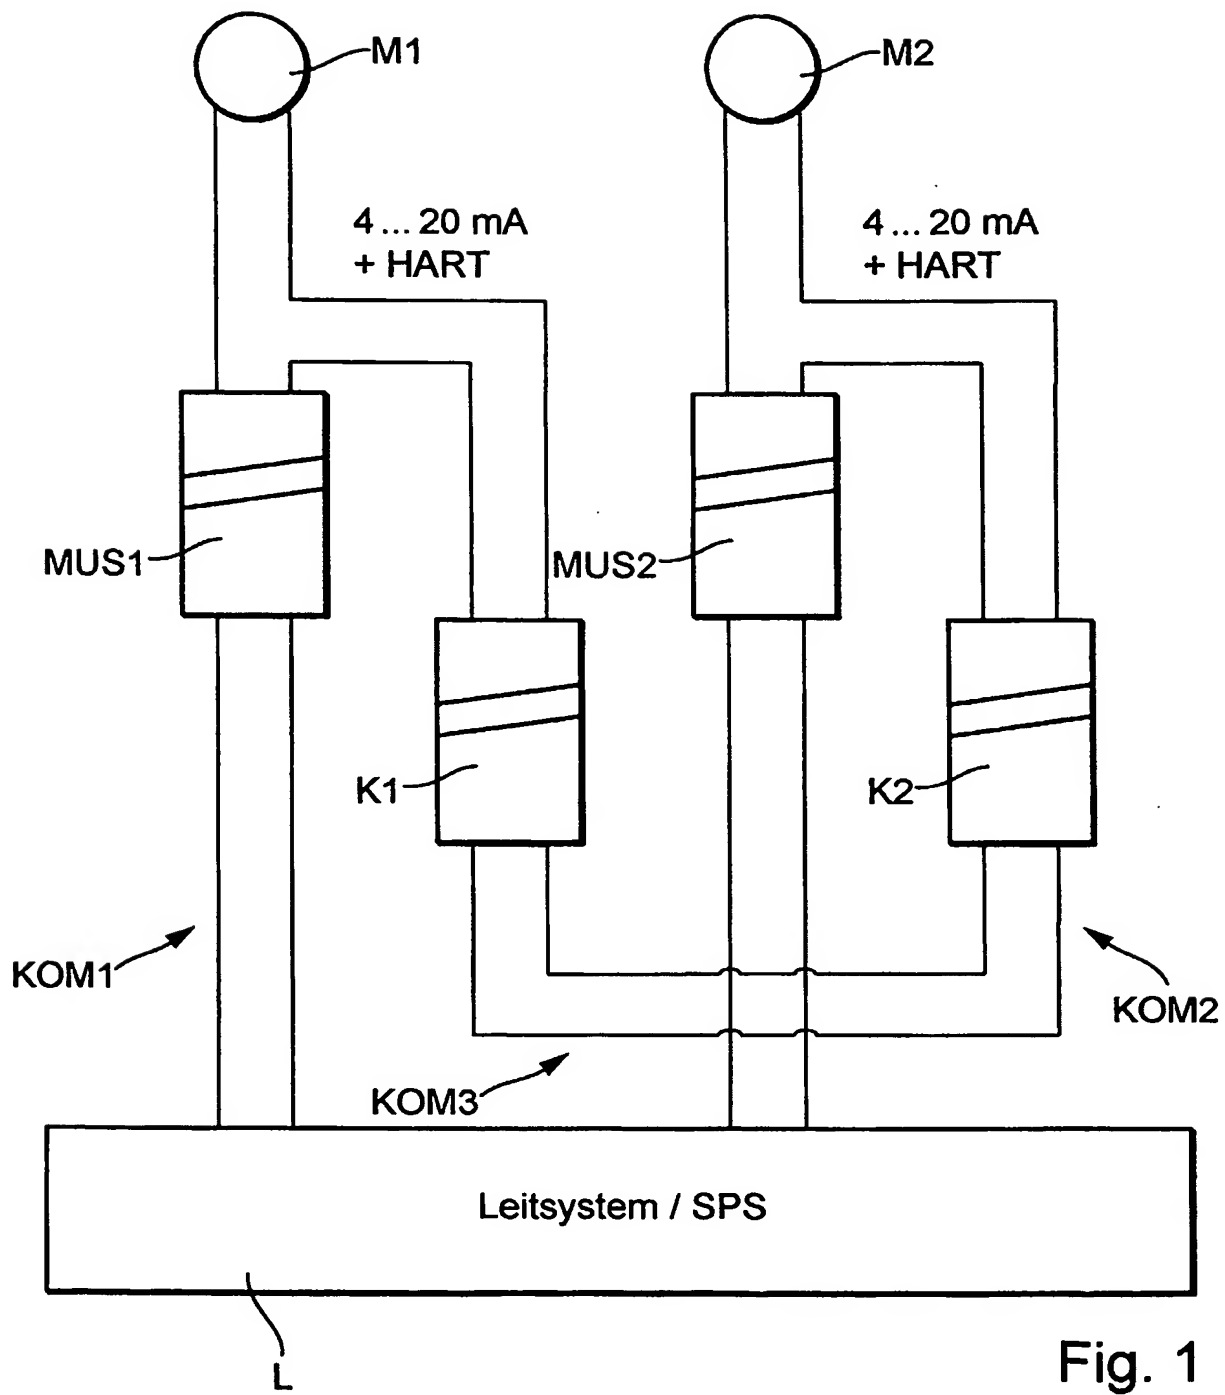 M1
M2
4 ... 20 mA
+ HART
4 ... 20 mA
+ HART
MUS1
MUS2
K1
K2
KOM1
KOM2
KOM3
Leitsystem / SPS
L
Fig. 1